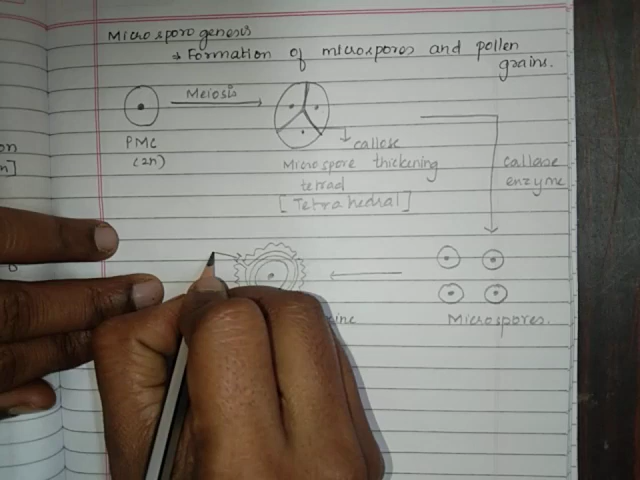 Microsporogenesis
→ Formation of microspores and pollen
grains.
Meiosis
PMC
(2n)
callose
thickening
Microspore
tetrad
[Tetrahedral]
callase
enzyme
Microspores.